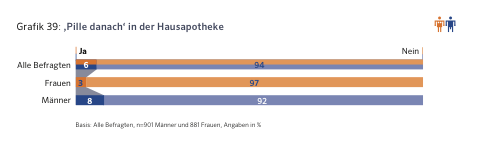 Grafik 39: ‚Pille danach‘ in der Hausapotheke
Ja Nein
Alle Befragten 6 94
Frauen 3 97
Männer 8 92
Basis: Alle Befragten, n=901 Männer und 881 Frauen, Angaben in %